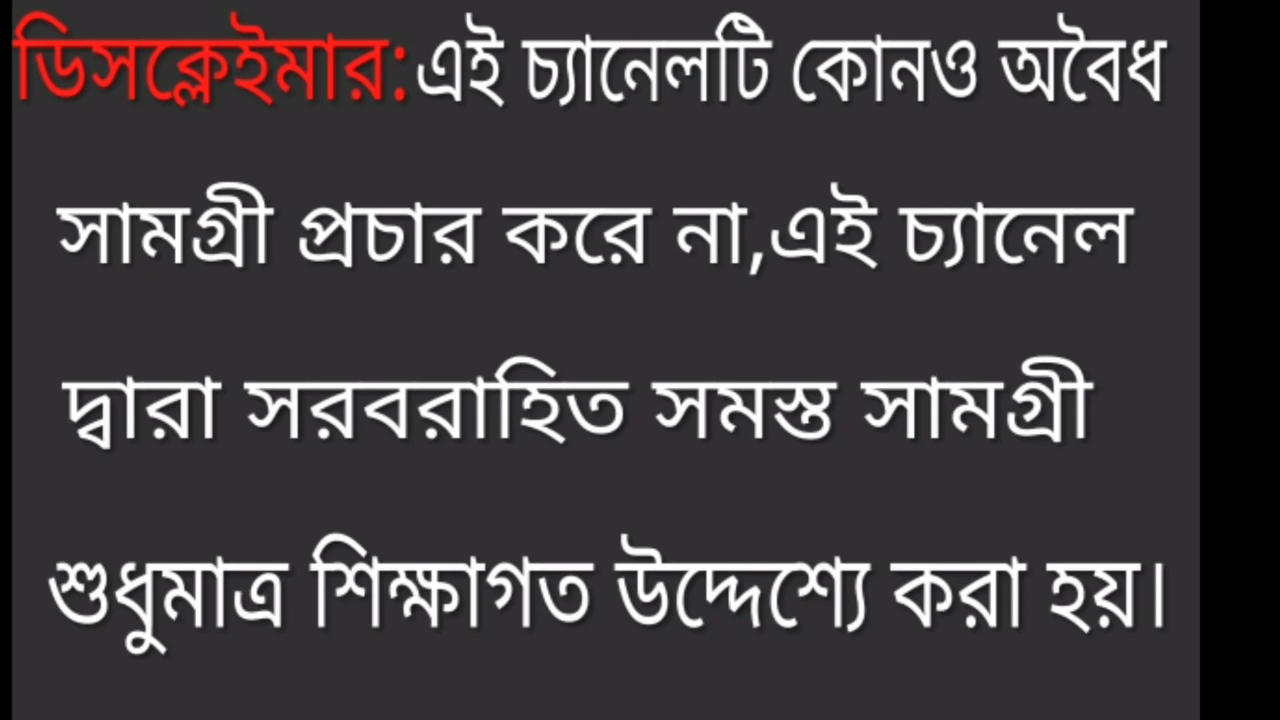 ডিসক্লেইমার: এই চ্যানেলটি কোনও অবৈধ
সামগ্রী প্রচার করে না,এই চ্যানেল
দ্বারা সরবরাহিত সমস্ত সামগ্রী
শুধুমাত্র শিক্ষাগত উদ্দেশ্যে করা হয়।